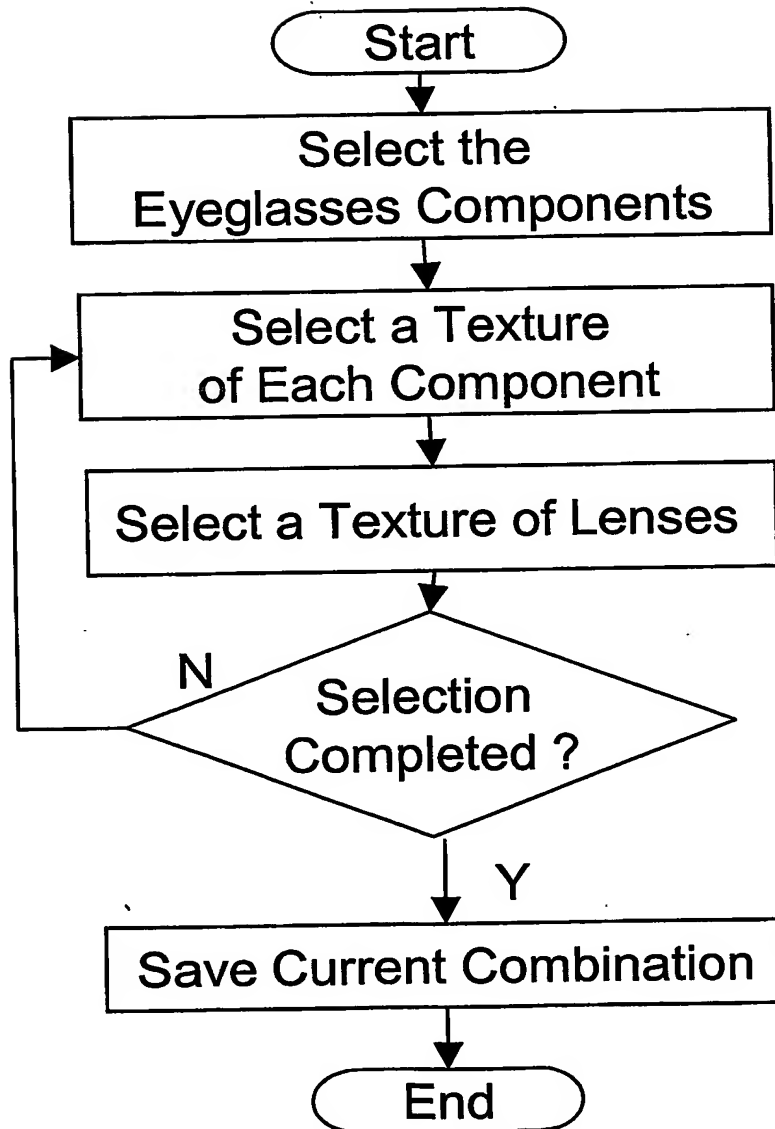 Start
Select the
Eyeglasses Components
Select a Texture
of Each Component
Select a Texture of Lenses
N
Selection
Completed ?
Y
Save Current Combination
End